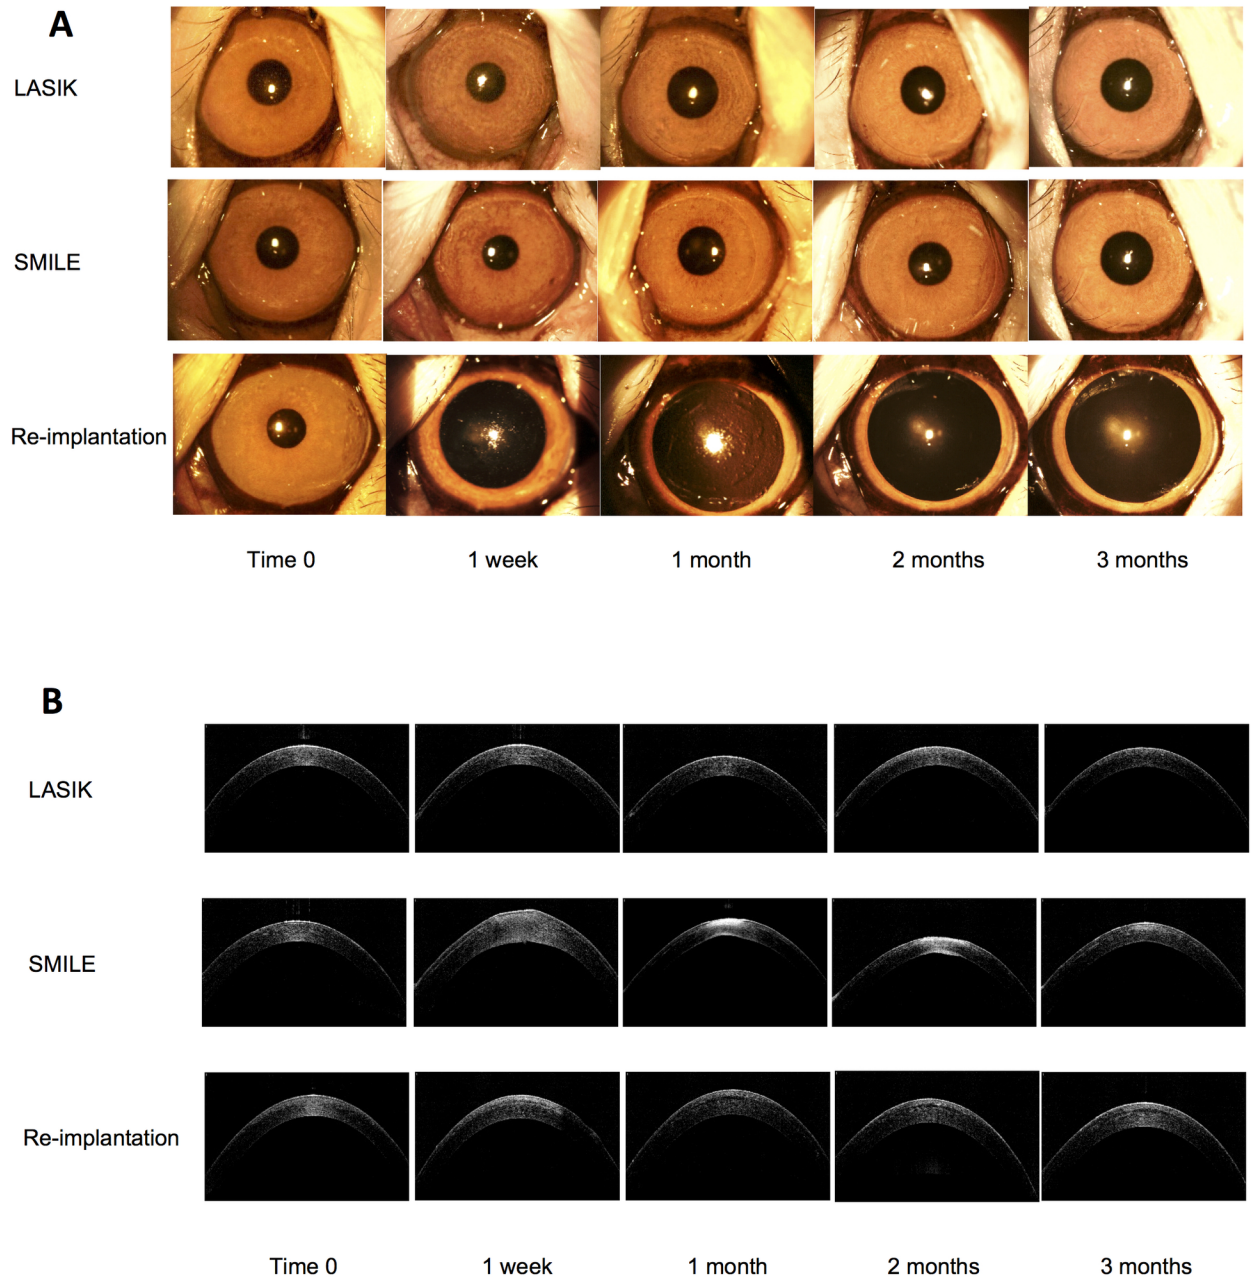 A
LASIK
SMILE
Re-implantation
Time 0 1 week 1 month 2 months 3 months
B
LASIK
SMILE
Re-implantation
Time 0 1 week 1 month 2 months 3 months